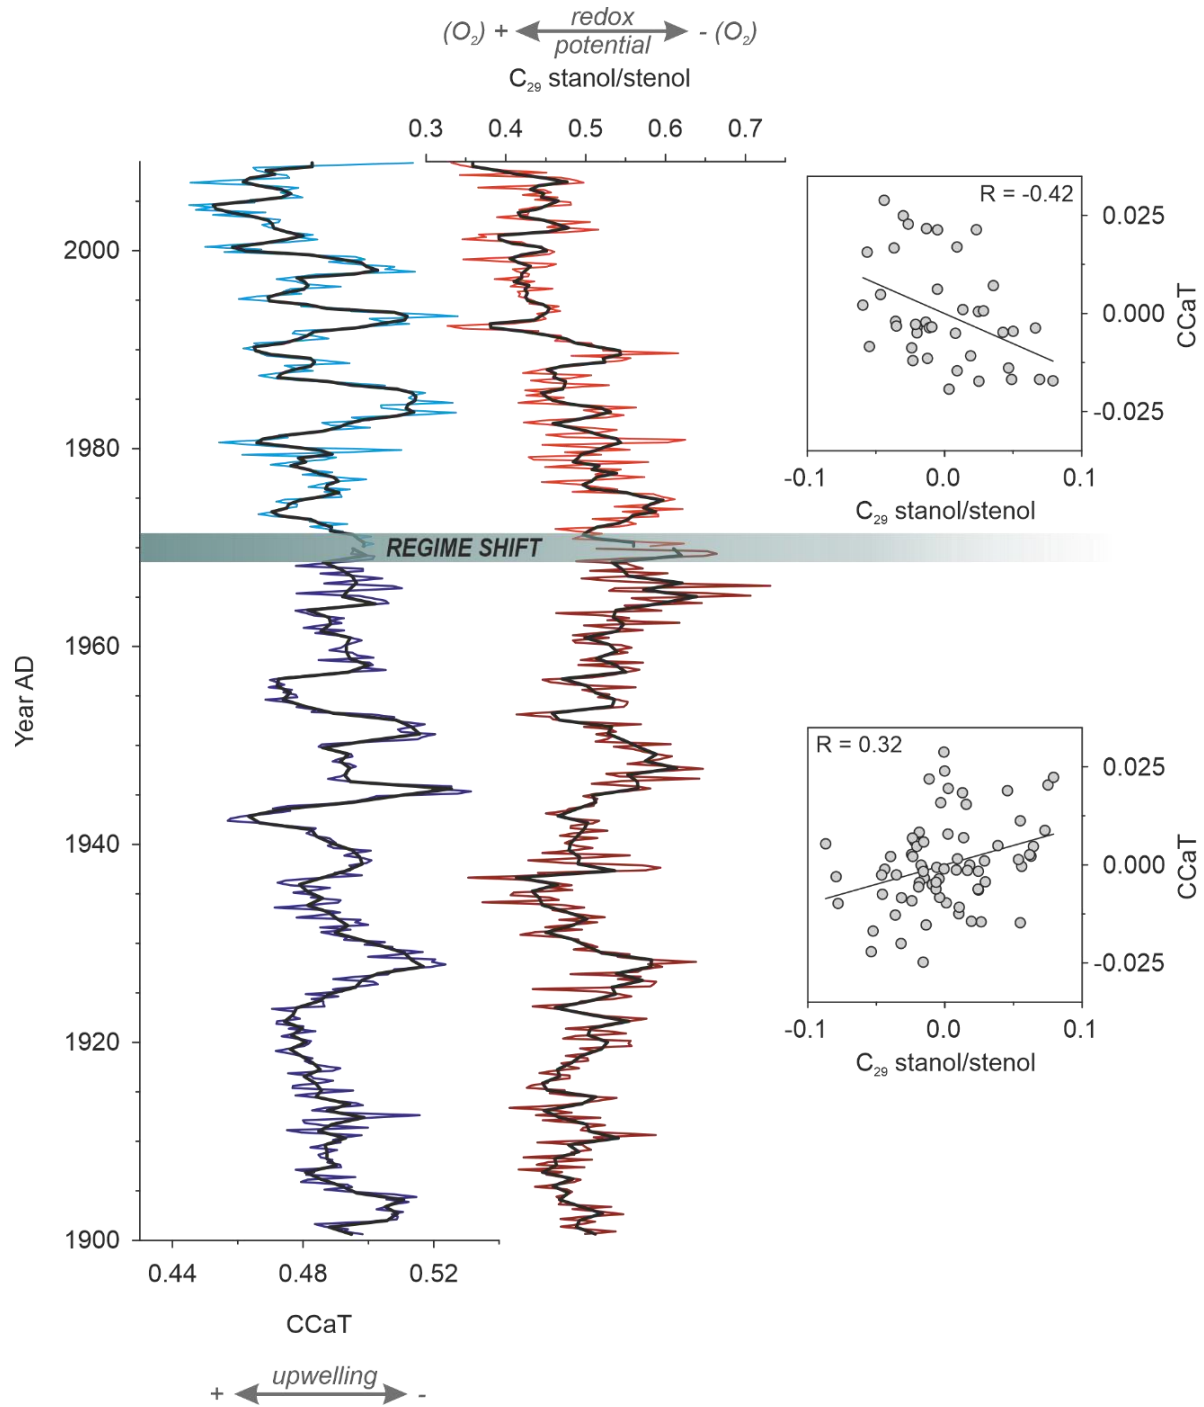 (O₂) + redox - (O₂)
potential
C₂₉ stanol/stenol
0.3 0.4 0.5 0.6 0.7
2000
1980
1960
1940
1920
1900
Year AD
REGIME SHIFT
0.44 0.48 0.52
CCaT
+ upwelling -
R = -0.42
0.025
0.000
-0.025
CCaT
-0.1 0.0 0.1
C₂₉ stanol/stenol
R = 0.32
0.025
0.000
-0.025
CCaT
-0.1 0.0 0.1
C₂₉ stanol/stenol